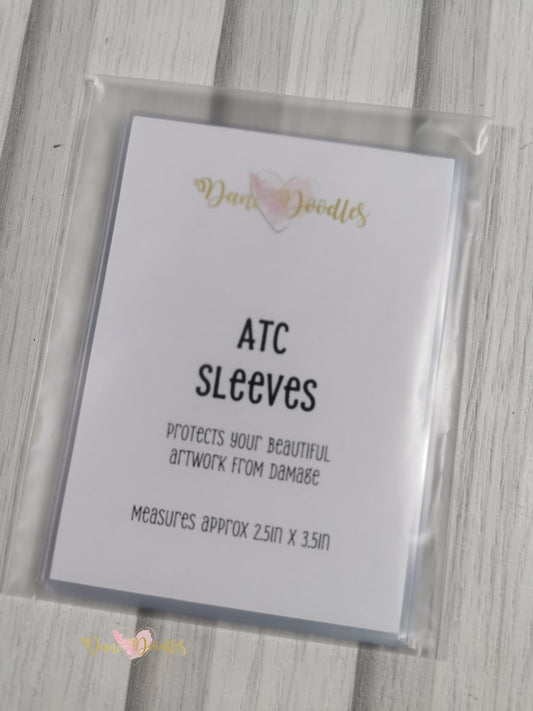 Dani Doodles
ATC
SLeeveS
Protects your Beautiful
artwork from Damage
Measures approx 2.5in x 3.5in
Dani Doodles